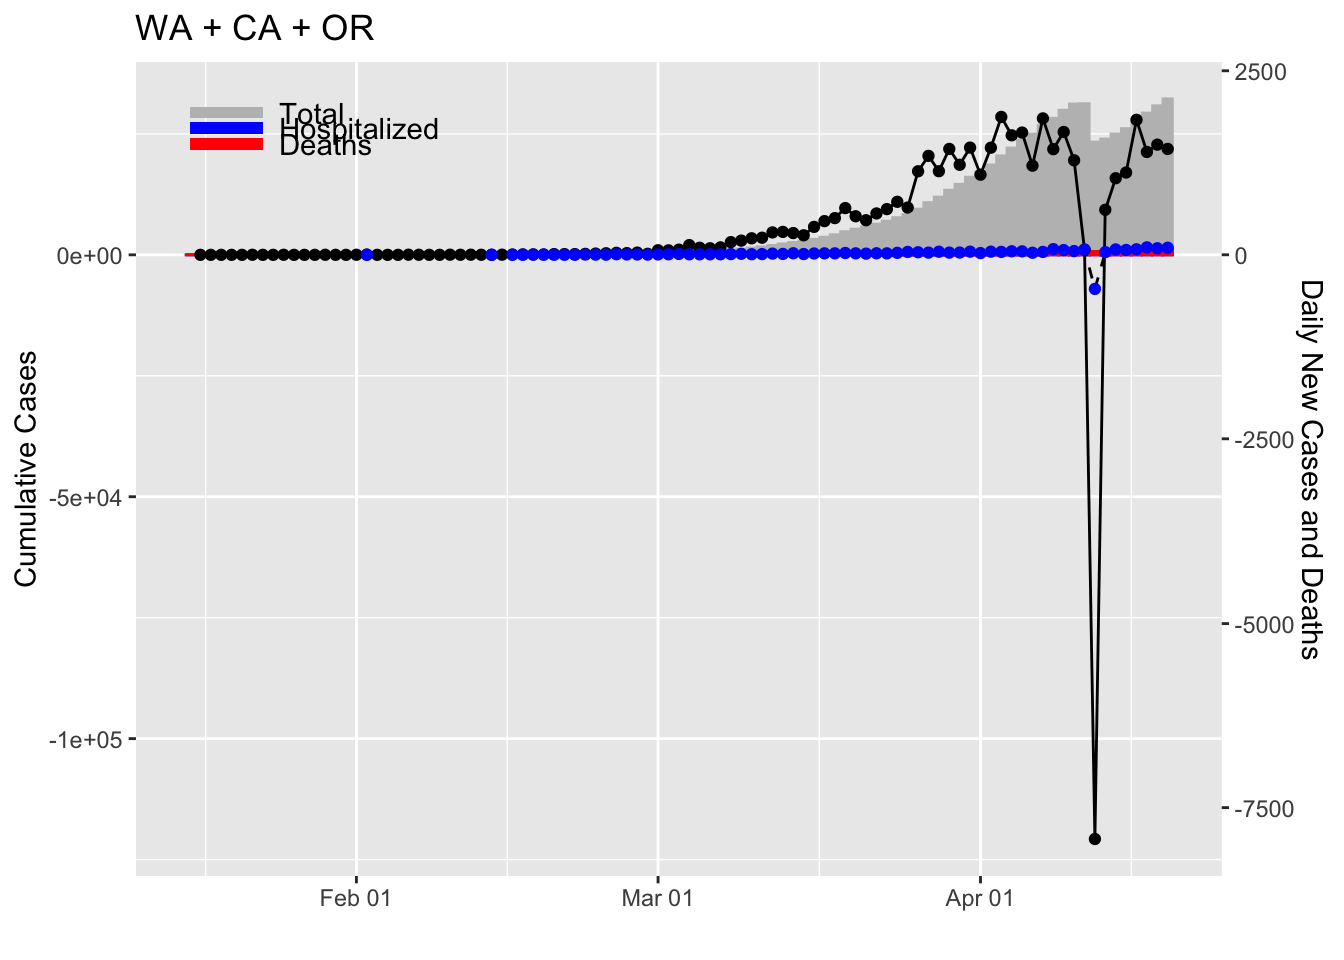 WA + CA + OR
Total
Hospitalized
Deaths
0e+00
-5e+04
-1e+05
Cumulative Cases
2500
0
-2500
-5000
-7500
Daily New Cases and Deaths
Feb 01
Mar 01
Apr 01